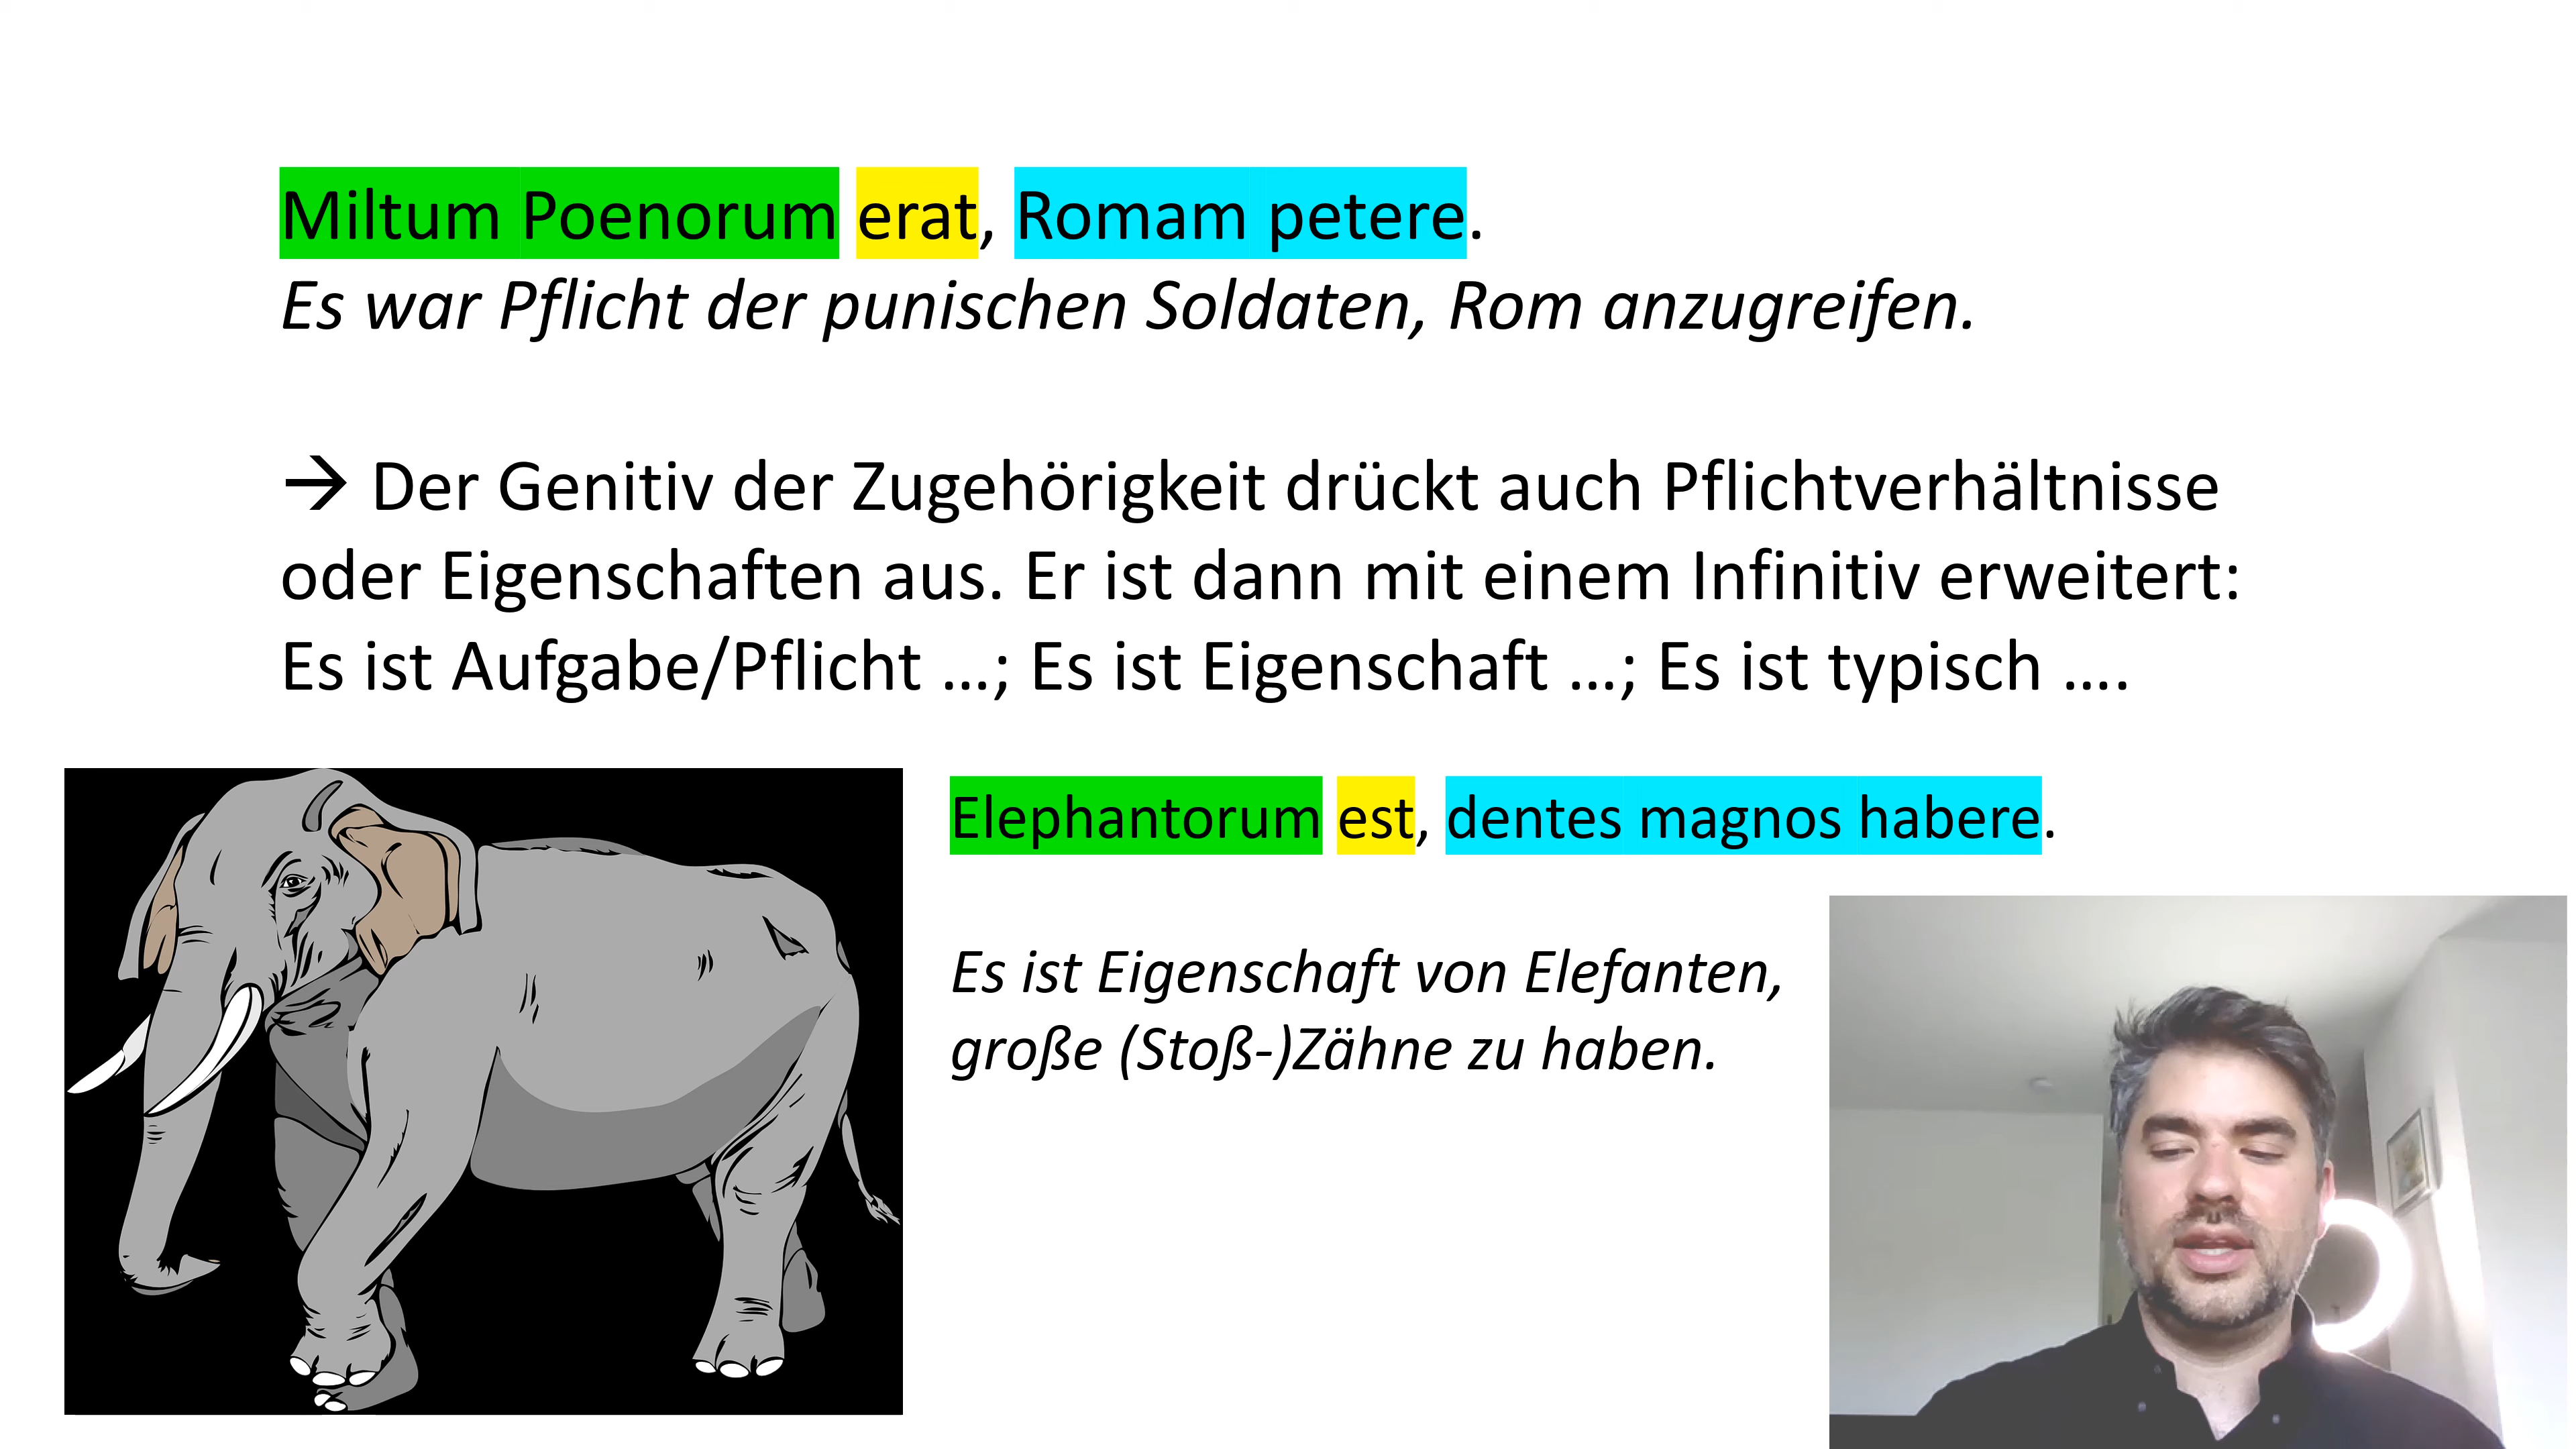 Miltum Poenorum erat, Romam petere.
Es war Pflicht der punischen Soldaten, Rom anzugreifen.
→ Der Genitiv der Zugehörigkeit drückt auch Pflichtverhältnisse
oder Eigenschaften aus. Er ist dann mit einem Infinitiv erweitert:
Es ist Aufgabe/Pflicht …; Es ist Eigenschaft …; Es ist typisch ….
Elephantorum est, dentes magnos habere.
Es ist Eigenschaft von Elefanten,
große (Stoß-)Zähne zu haben.